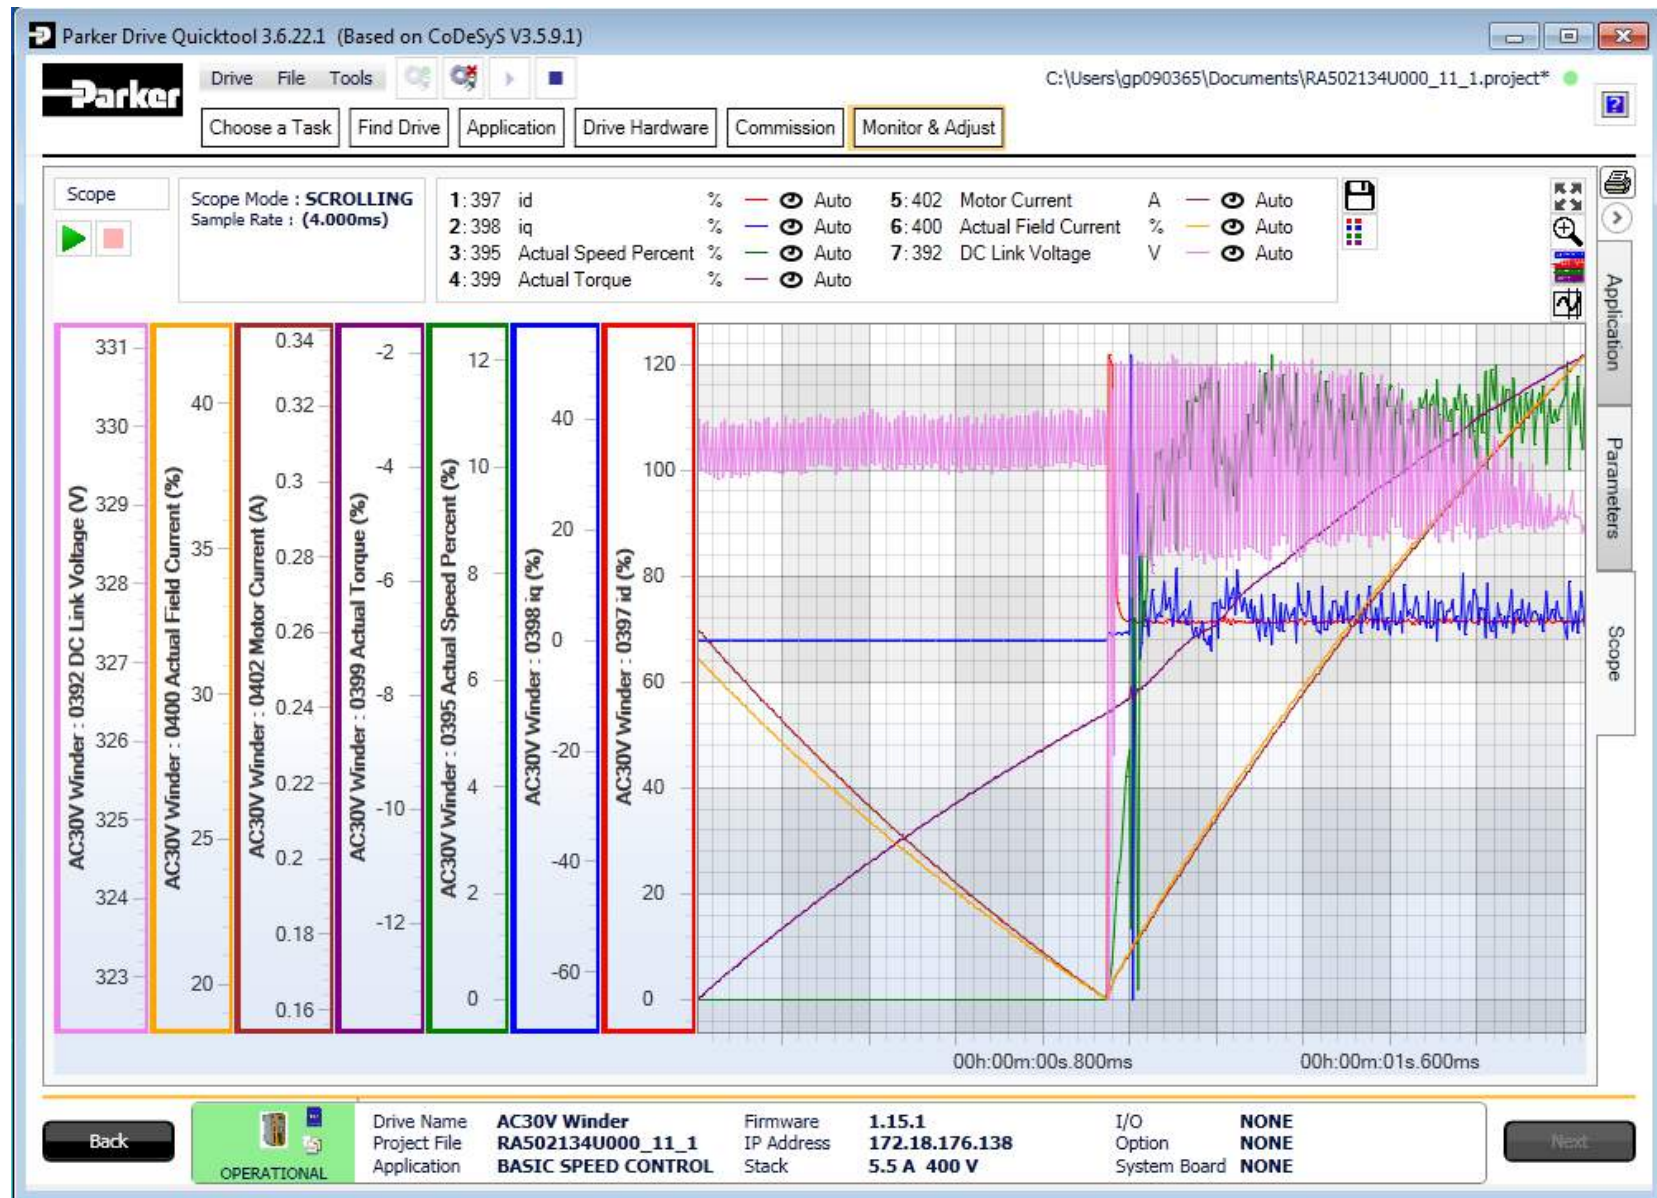 Parker Drive Quicktool 3.6.22.1 (Based on CoDeSyS V3.5.9.1)
Parker
Drive File Tools
C:\Users\gp090365\Documents\RA502134U000_11_1.project*
Choose a Task Find Drive Application Drive Hardware Commission Monitor & Adjust
Scope
Scope Mode : SCROLLING
Sample Rate : (4.000ms)
1: 397 id % Auto 5: 402 Motor Current A Auto
2: 398 iq % Auto 6: 400 Actual Field Current % Auto
3: 395 Actual Speed Percent % Auto 7: 392 DC Link Voltage V Auto
4: 399 Actual Torque % Auto
Application
Parameters
Scope
AC30V Winder : 0392 DC Link Voltage (V)
331
330
329
328
327
326
325
324
323
AC30V Winder : 0400 Actual Field Current (%)
40
35
30
25
20
AC30V Winder : 0402 Motor Current (A)
0.34
0.32
0.3
0.28
0.26
0.24
0.22
0.2
0.18
0.16
AC30V Winder : 0399 Actual Torque (%)
-2
-4
-6
-8
-10
-12
AC30V Winder : 0395 Actual Speed Percent (%)
12
10
8
6
4
2
0
AC30V Winder : 0398 iq (%)
40
20
0
-20
-40
-60
AC30V Winder : 0397 id (%)
120
100
80
60
40
20
0
00h:00m:00s.800ms 00h:00m:01s.600ms
Back
OPERATIONAL
Drive Name AC30V Winder Firmware 1.15.1 I/O NONE
Project File RA502134U000_11_1 IP Address 172.18.176.138 Option NONE
Application BASIC SPEED CONTROL Stack 5.5 A 400 V System Board NONE
Next